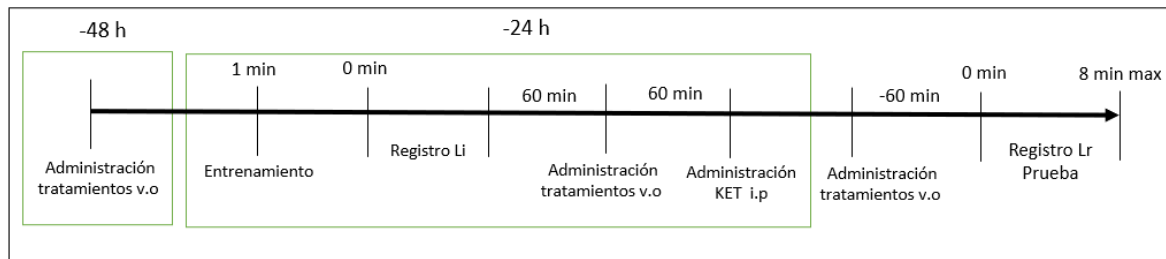 -48 h
-24 h
1 min
0 min
60 min
60 min
-60 min
0 min
8 min max
Administración
tratamientos v.o
Entrenamiento
Registro Li
Administración
tratamientos v.o
Administración
KET i.p
Administración
tratamientos v.o
Registro Lr
Prueba